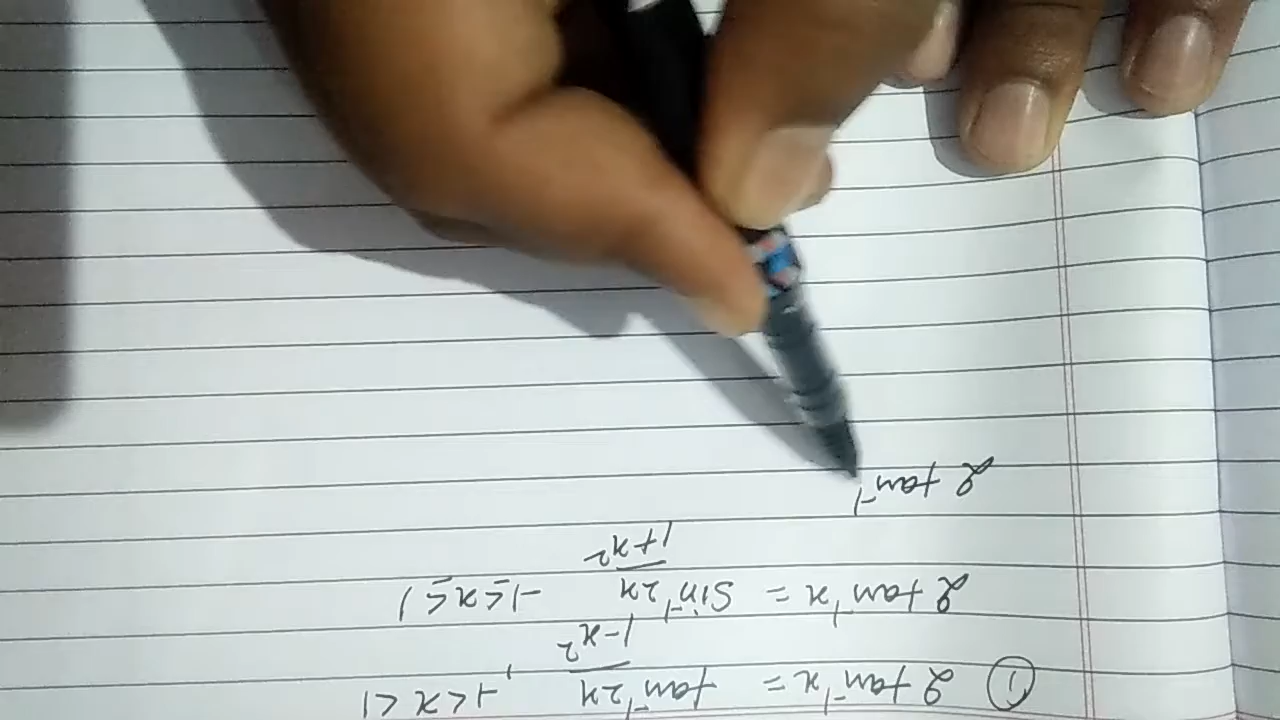 ① 2 tan⁻¹x = tan⁻¹ 2x/1-x² , -1<x<1
2 tan⁻¹x = sin⁻¹ 2x/1+x² -1≤x≤1
2 tan⁻¹